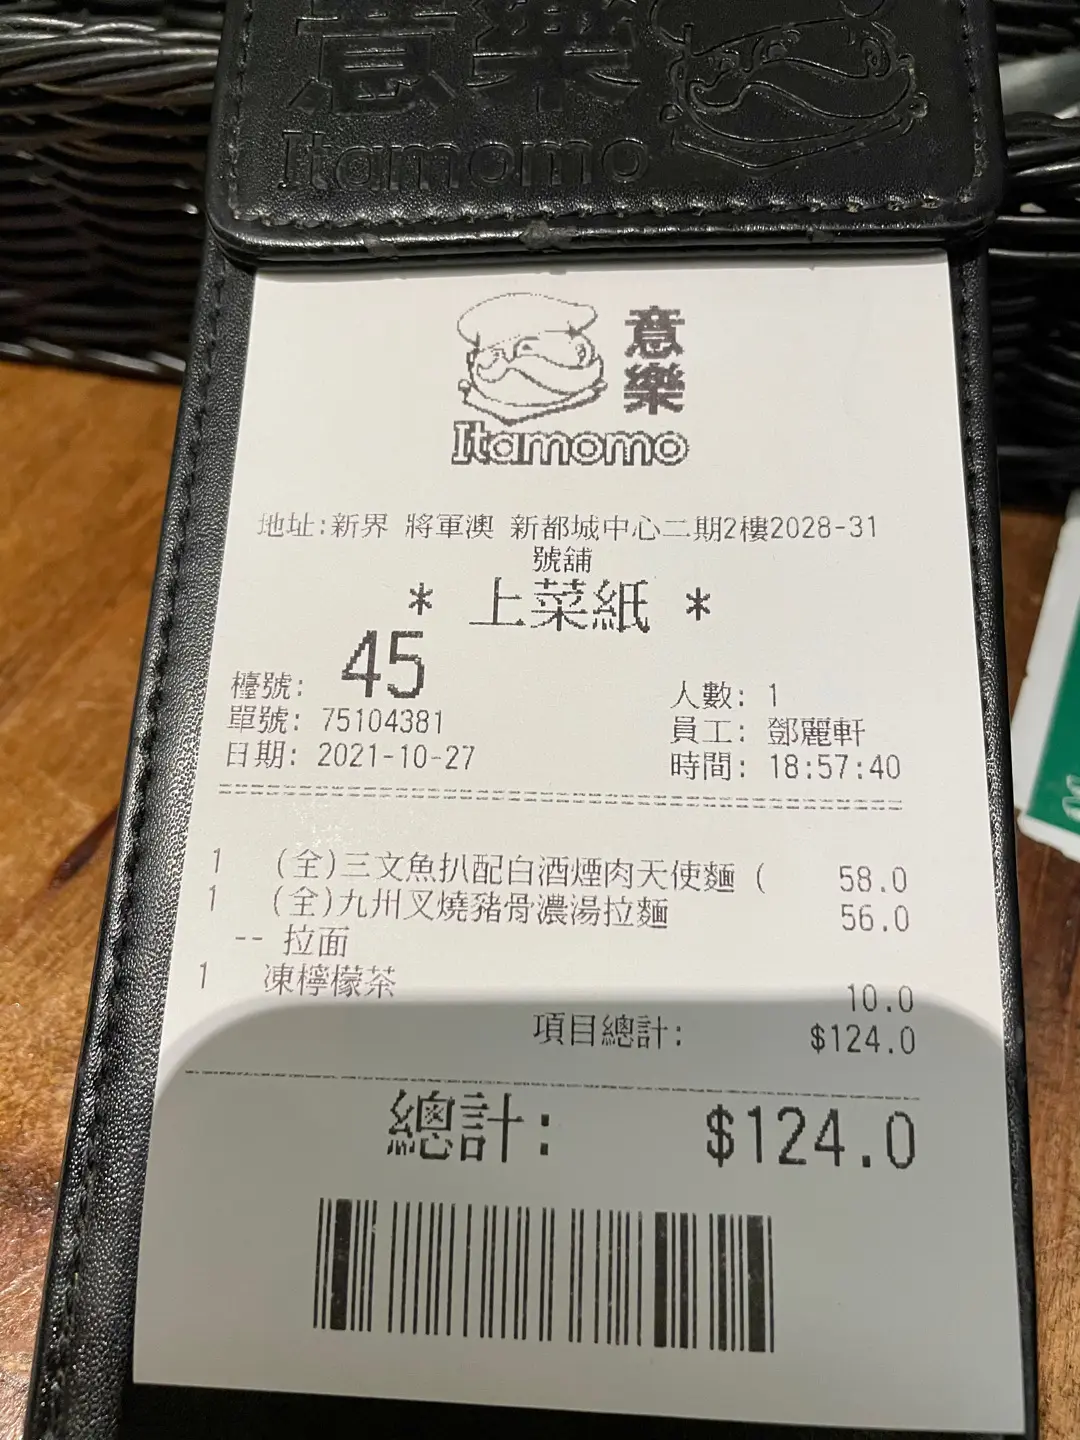 意樂
Itamomo
意樂
Itamomo
地址:新界 將軍澳 新都城中心二期2樓2028-31
號舖
* 上菜紙 *
檯號: 45
人數: 1
單號: 75104381
員工: 鄧麗軒
日期: 2021-10-27
時間: 18:57:40
1 (全)三文魚扒配白酒煙肉天使麵 ( 58.0
1 (全)九州叉燒豬骨濃湯拉麵 56.0
-- 拉面
1 凍檸檬茶 10.0
項目總計: $124.0
總計: $124.0